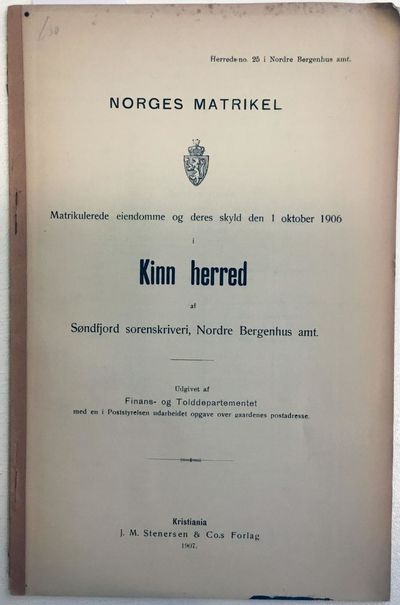 Herreds-no. 25 i Nordre Bergenhus amt.
NORGES MATRIKEL
Matrikulerede eiendomme og deres skyld den 1 oktober 1906
i
Kinn herred
af
Søndfjord sorenskriveri, Nordre Bergenhus amt.
Udgivet af
Finans- og Tolddepartementet
med en i Poststyrelsen udarbeidet opgave over gaardenes postadresse.
Kristiania
J. M. Stenersen & Co.s Forlag
1907.